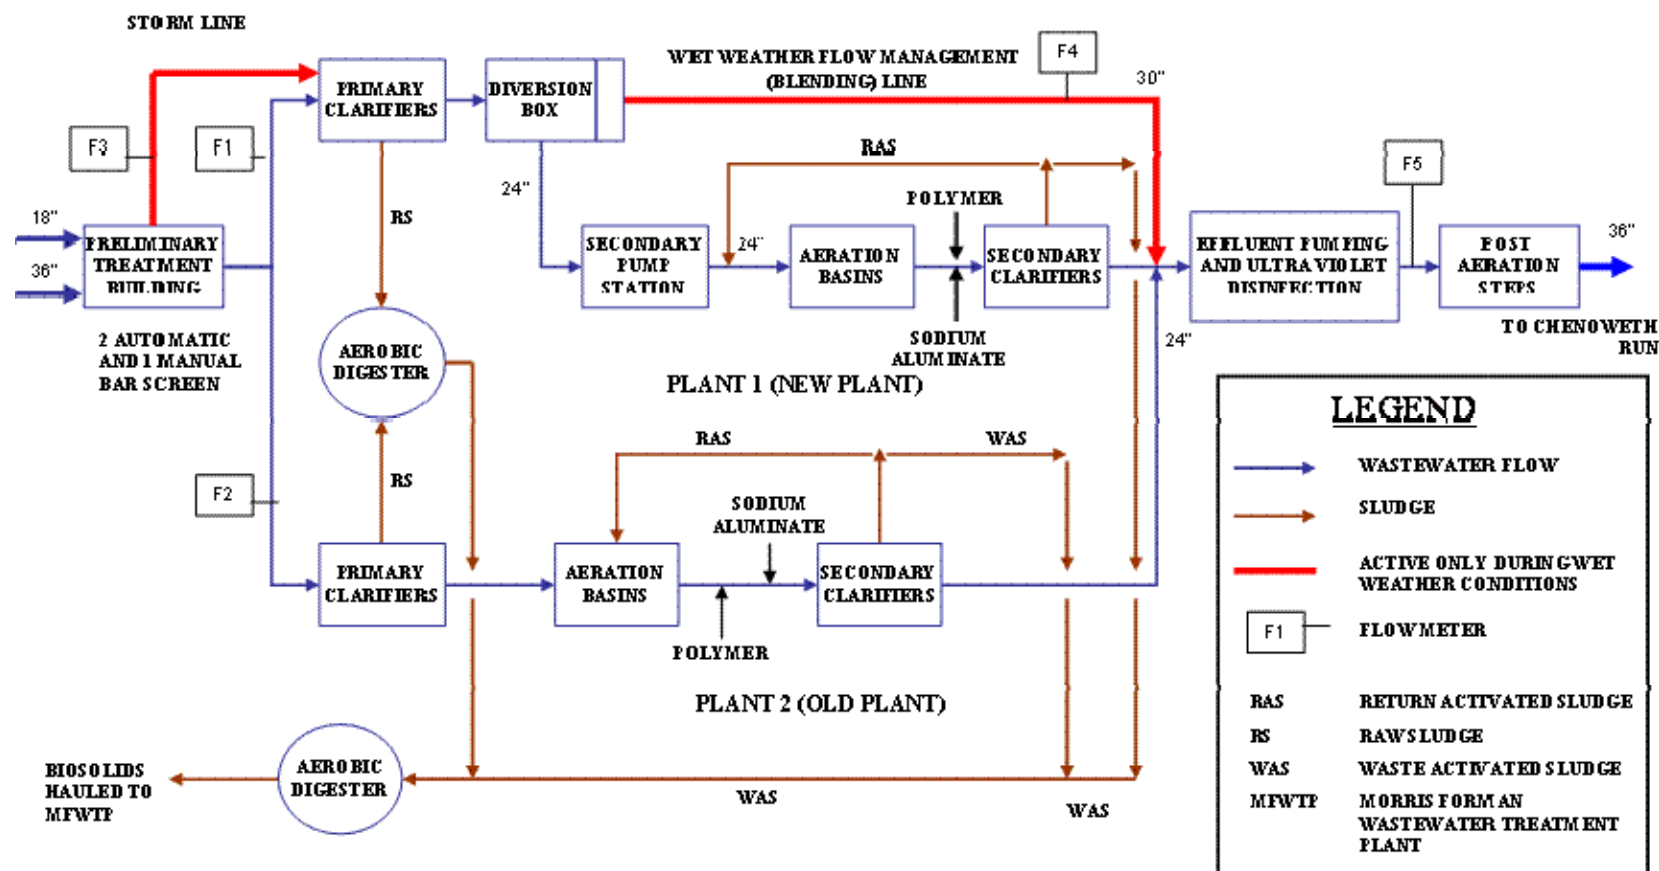 STORM LINE
WET WEATHER FLOW MANAGEMENT
(BLENDING) LINE
F4
30"
PRIMARY
CLARIFIERS
DIVERSION
BOX
F3
F1
RAS
F5
24"
POLYMER
RS
18"
36"
PRELIMINARY
TREATMENT
BUILDING
SECONDARY
PUMP
STATION
24"
AERATION
BASINS
SECONDARY
CLARIFIERS
EFFLUENT PUMPING
AND ULTRAVIOLET
DISINFECTION
POST
AERATION
STEPS
36"
2 AUTOMATIC
AND 1 MANUAL
BAR SCREEN
AEROBIC
DIGESTER
SODIUM
ALUMINATE
24"
TO CHENOWETH
RUN
PLANT 1 (NEW PLANT)
RAS
WAS
RS
F2
SODIUM
ALUMINATE
PRIMARY
CLARIFIERS
AERATION
BASINS
SECONDARY
CLARIFIERS
POLYMER
PLANT 2 (OLD PLANT)
BIOSOLIDS
HAULED TO
MFWTP
AEROBIC
DIGESTER
WAS
WAS
LEGEND
WASTEWATER FLOW
SLUDGE
ACTIVE ONLY DURING WET
WEATHER CONDITIONS
F1 FLOWMETER
RAS RETURN ACTIVATED SLUDGE
RS RAW SLUDGE
WAS WASTE ACTIVATED SLUDGE
MFWTP MORRIS FORMAN
WASTEWATER TREATMENT
PLANT